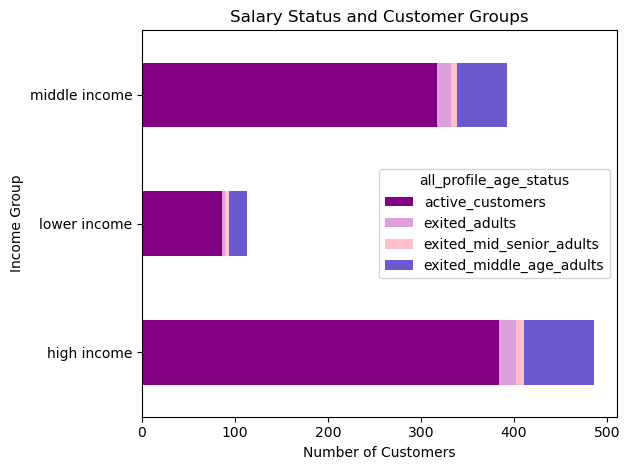 Salary Status and Customer Groups
Income Group
middle income
lower income
high income
all_profile_age_status
active_customers
exited_adults
exited_mid_senior_adults
exited_middle_age_adults
0 100 200 300 400 500
Number of Customers